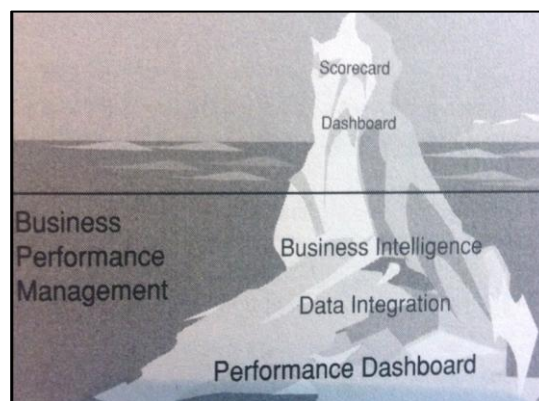 Scorecard
Dashboard
Business
Performance
Management
Business Intelligence
Data Integration
Performance Dashboard